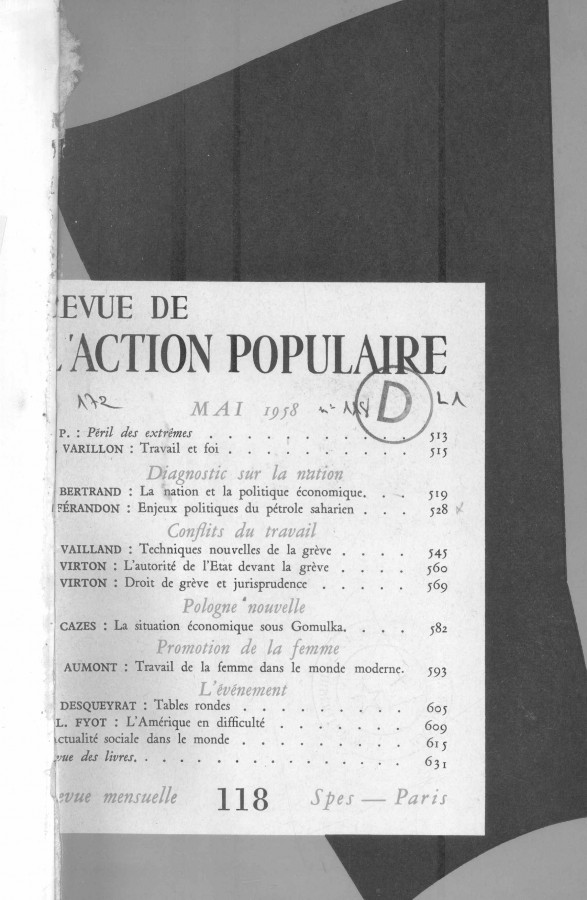 EVUE DE
'ACTION POPULAIRE
172
MAI 1958 n° 118 D L1
P. : Péril des extrêmes . . . . . . . . . . 513
VARILLON : Travail et foi . . . . . . . . . . 515
Diagnostic sur la nation
BERTRAND : La nation et la politique économique. . . 519
FÉRANDON : Enjeux politiques du pétrole saharien . . . 528 x
Conflits du travail
VAILLAND : Techniques nouvelles de la grève . . . . 545
VIRTON : L'autorité de l'Etat devant la grève . . . . 560
VIRTON : Droit de grève et jurisprudence . . . . . 569
Pologne nouvelle
CAZES : La situation économique sous Gomulka. . . . 582
Promotion de la femme
AUMONT : Travail de la femme dans le monde moderne. 593
L'événement
DESQUEYRAT : Tables rondes . . . . . . . . . 605
L. FYOT : L'Amérique en difficulté . . . . . . . 609
ctualité sociale dans le monde . . . . . . . . . 615
vue des livres. . . . . . . . . . . . . . . 631
evue mensuelle 118 Spes — Paris